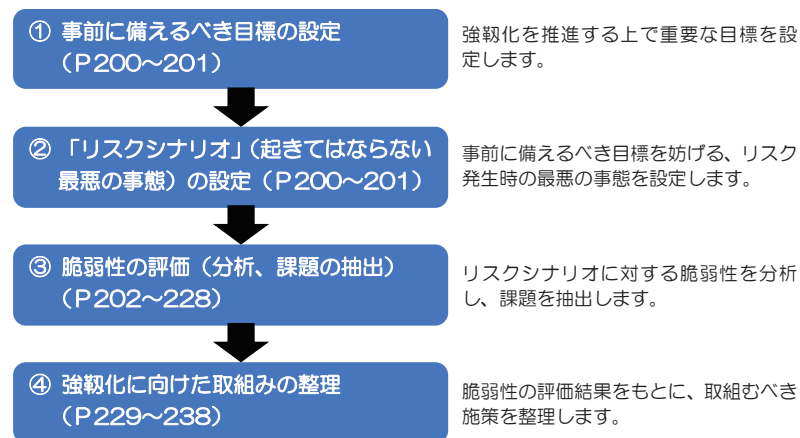 ① 事前に備えるべき目標の設定
（P200～201）
強靱化を推進する上で重要な目標を設
定します。
② 「リスクシナリオ」（起きてはならない
最悪の事態）の設定（P200～201）
事前に備えるべき目標を妨げる、リスク
発生時の最悪の事態を設定します。
③ 脆弱性の評価（分析、課題の抽出）
（P202～228）
リスクシナリオに対する脆弱性を分析
し、課題を抽出します。
④ 強靱化に向けた取組みの整理
（P229～238）
脆弱性の評価結果をもとに、取組むべき
施策を整理します。